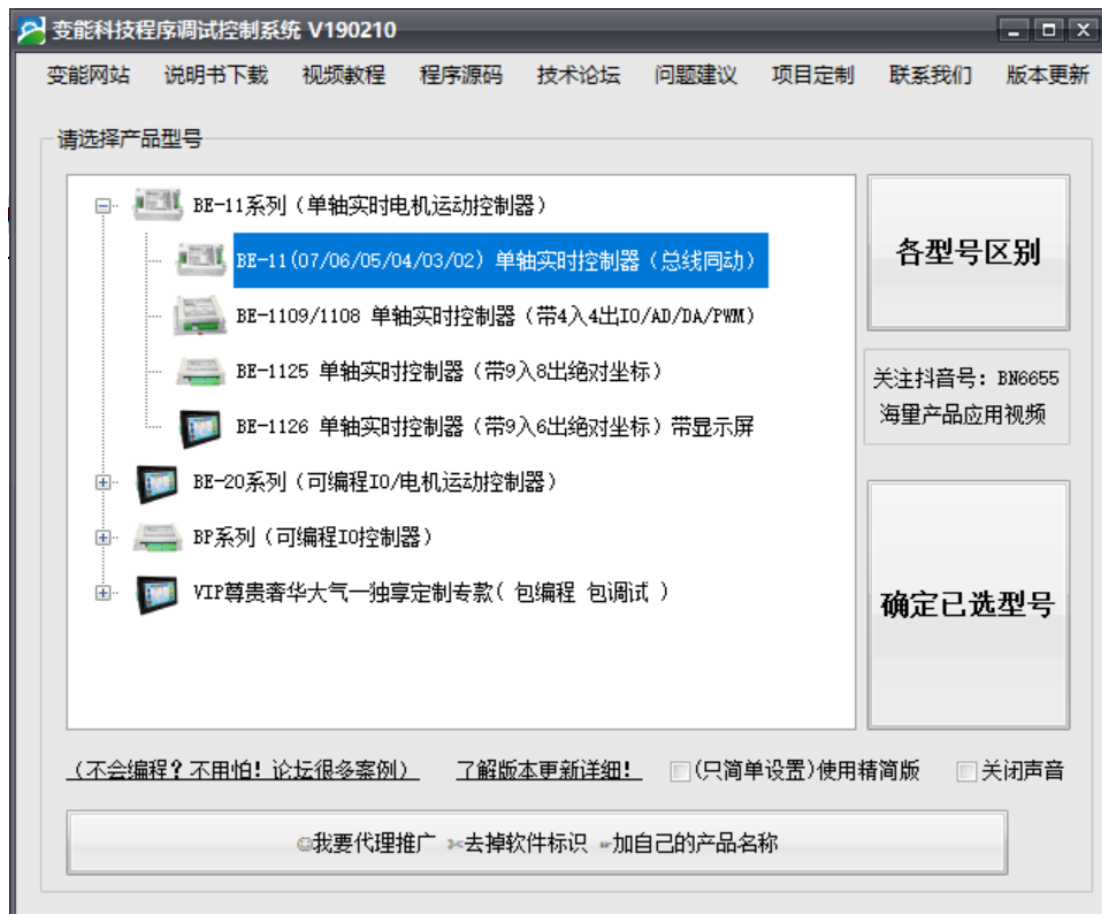 变能科技程序调试控制系统 V190210
变能网站 说明书下载 视频教程 程序源码 技术论坛 问题建议 项目定制 联系我们 版本更新
请选择产品型号
BE-11系列（单轴实时电机运动控制器）
BE-11(07/06/05/04/03/02) 单轴实时控制器（总线同动）
BE-1109/1108 单轴实时控制器（带4入4出IO/AD/DA/PWM）
BE-1125 单轴实时控制器（带9入8出绝对坐标）
BE-1126 单轴实时控制器（带9入6出绝对坐标）带显示屏
BE-20系列（可编程IO/电机运动控制器）
BP系列（可编程IO控制器）
VIP尊贵奢华大气一独享定制专款( 包编程 包调试 )
各型号区别
关注抖音号: BN6655
海量产品应用视频
确定已选型号
（不会编程? 不用怕! 论坛很多案例） 了解版本更新详细! (只简单设置)使用精简版 关闭声音
☺我要代理推广 ✂去掉软件标识 ☛加自己的产品名称